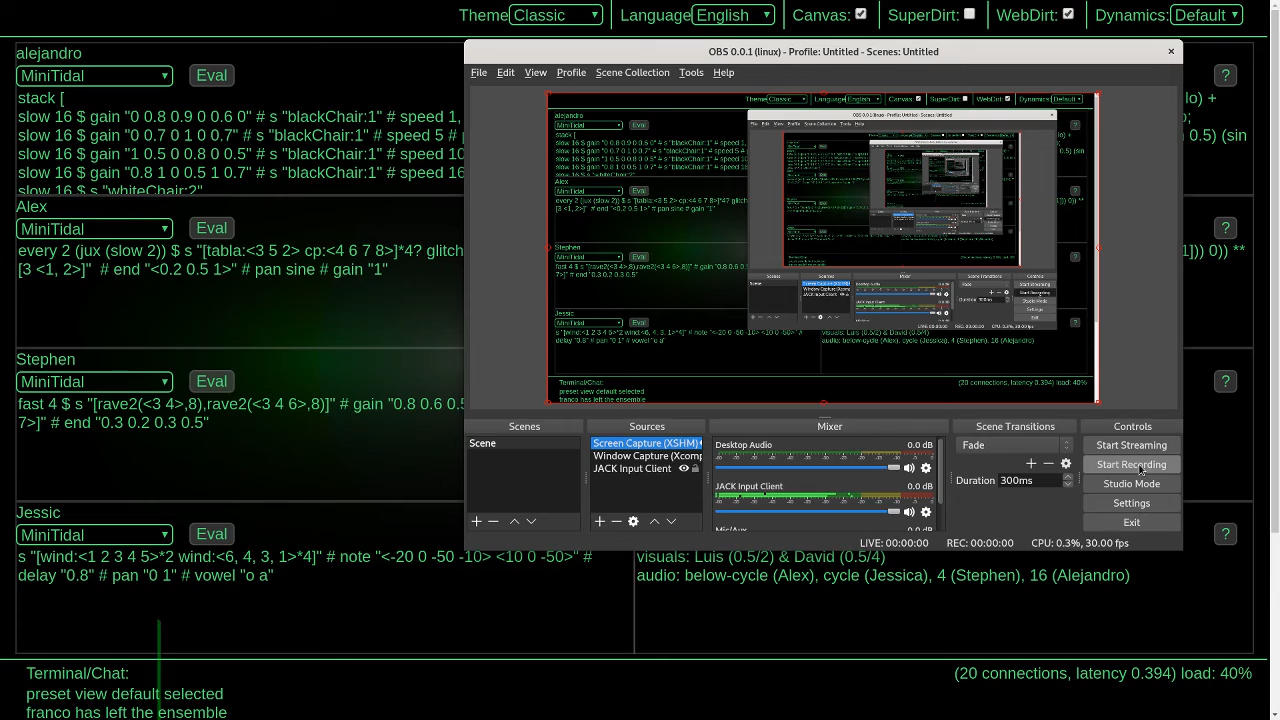 Theme Classic Language English Canvas: SuperDirt: WebDirt: Dynamics: Default
alejandro
MiniTidal Eval ?
stack [
slow 16 $ gain "0 0.8 0.9 0 0.6 0" # s "blackChair:1" # speed 1,
slow 16 $ gain "0 0.7 0 1 0 0.7" # s "blackChair:1" # speed 5 #
slow 16 $ gain "1 0.5 0 0.8 0 0.5" # s "blackChair:1" # speed 10
slow 16 $ gain "0.8 1 0 0.5 1 0.7" # s "blackChair:1" # speed 16
slow 16 $ s "whiteChair:2"
lo) +
0.5) (sin
Alex
MiniTidal Eval ?
every 2 (jux (slow 2)) $ s "[tabla:<3 5 2> cp:<4 6 7 8>]*4? glitch
[3 <1, 2>]" # end "<0.2 0.5 1>" # pan sine # gain "1"
1])) 0)) **
Stephen
MiniTidal Eval ?
fast 4 $ s "[rave2(<3 4>,8),rave2(<3 4 6>,8)]" # gain "0.8 0.6 0.5
7>]" # end "0.3 0.2 0.3 0.5"
Jessic
MiniTidal Eval ?
s "[wind:<1 2 3 4 5>*2 wind:<6, 4, 3, 1>*4]" # note "<-20 0 -50 -10> <10 0 -50>" #
delay "0.8" # pan "0 1" # vowel "o a"
visuals: Luis (0.5/2) & David (0.5/4)
audio: below-cycle (Alex), cycle (Jessica), 4 (Stephen), 16 (Alejandro)
Terminal/Chat:
(20 connections, latency 0.394) load: 40%
preset view default selected
franco has left the ensemble
OBS 0.0.1 (linux) - Profile: Untitled - Scenes: Untitled
File Edit View Profile Scene Collection Tools Help
Scenes Sources Mixer Scene Transitions Controls
Scene
Screen Capture (XSHM)
Window Capture (Xcomp
JACK Input Client
Desktop Audio 0.0 dB
JACK Input Client 0.0 dB
Mic/Aux
Fade
Duration 300ms
Start Streaming
Start Recording
Studio Mode
Settings
Exit
LIVE: 00:00:00 REC: 00:00:00 CPU: 0.3%, 30.00 fps